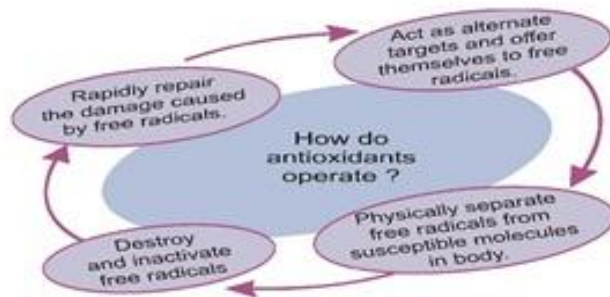 Act as alternate
targets and offer
themselves to free
radicals.
Rapidly repair
the damage caused
by free radicals.
How do
antioxidants
operate ?
Physically separate
free radicals from
susceptible molecules
in body.
Destroy
and inactivate
free radicals